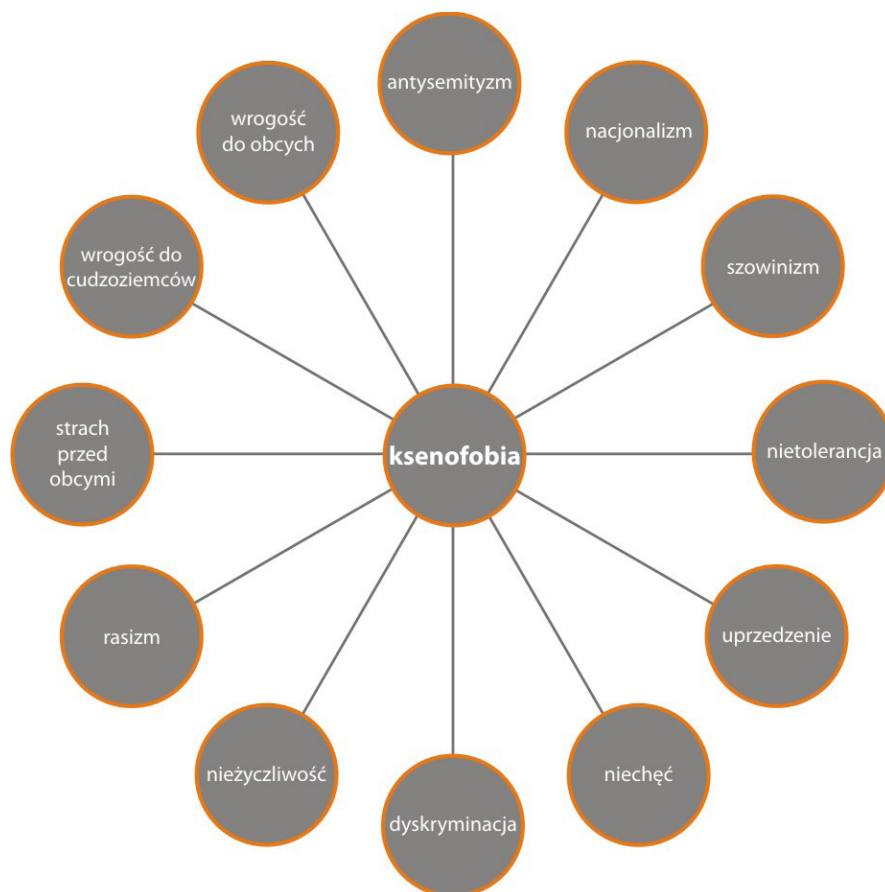 antysemityzm
nacjonalizm
szowinizm
nietolerancja
uprzedzenie
niechęć
dyskryminacja
nieżyczliwość
rasizm
strach
przed
obcymi
wrogość do
cudzoziemców
wrogość
do obcych
ksenofobia